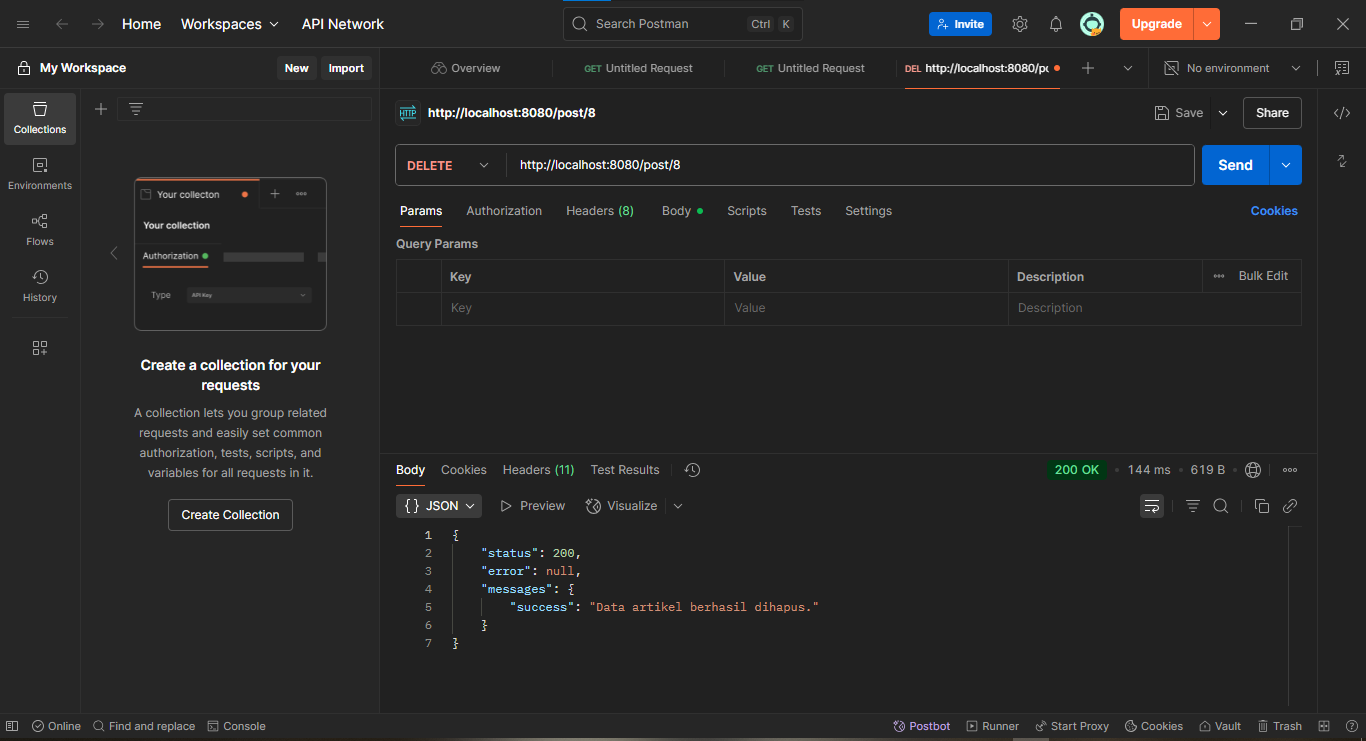 Home Workspaces API Network Search Postman Ctrl K Invite Upgrade
My Workspace New Import Overview GET Untitled Request GET Untitled Request DEL http://localhost:8080/po No environment
Collections
Environments
Flows
History
Your collecton
Your collection
Authorization
Type API Key
Create a collection for your
requests
A collection lets you group related
requests and easily set common
authorization, tests, scripts, and
variables for all requests in it.
Create Collection
HTTP http://localhost:8080/post/8 Save Share
DELETE http://localhost:8080/post/8 Send
Params Authorization Headers (8) Body Scripts Tests Settings Cookies
Query Params
Key Value Description Bulk Edit
Key Value Description
Body Cookies Headers (11) Test Results 200 OK 144 ms 619 B
{} JSON Preview Visualize
1 {
2 "status": 200,
3 "error": null,
4 "messages": {
5 "success": "Data artikel berhasil dihapus."
6 }
7 }
Online Find and replace Console Postbot Runner Start Proxy Cookies Vault Trash